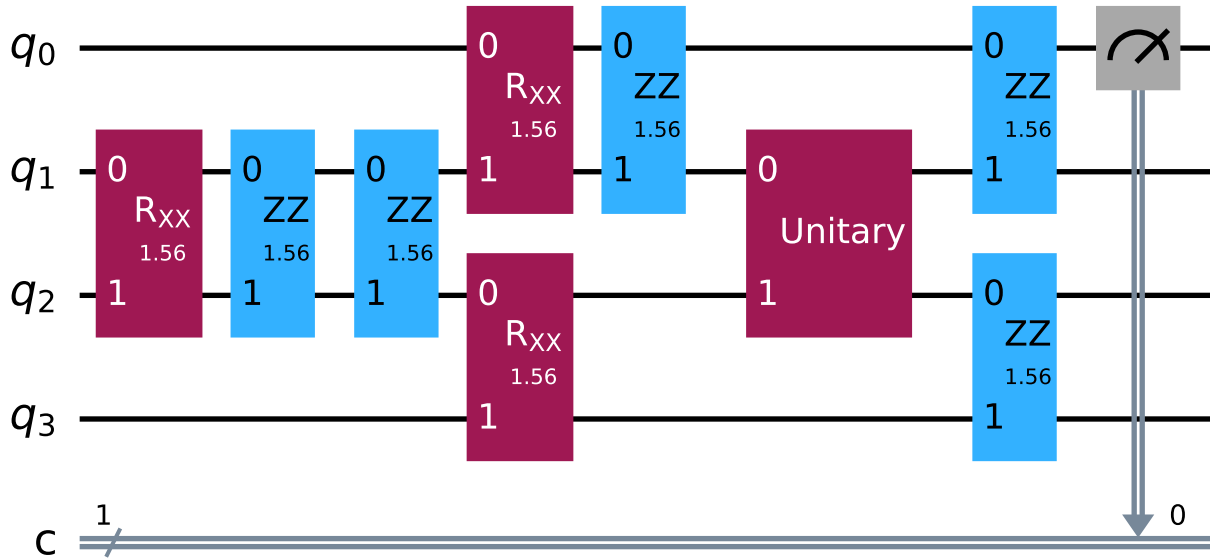 q0 0 0 0
RXX ZZ ZZ
1.56 1.56 1.56
q1 0 0 0 1 1 0 1
RXX ZZ ZZ Unitary
1.56 1.56 1.56
q2 1 1 1 0 1 0
RXX ZZ
1.56 1.56
q3 1 1
c 1 0